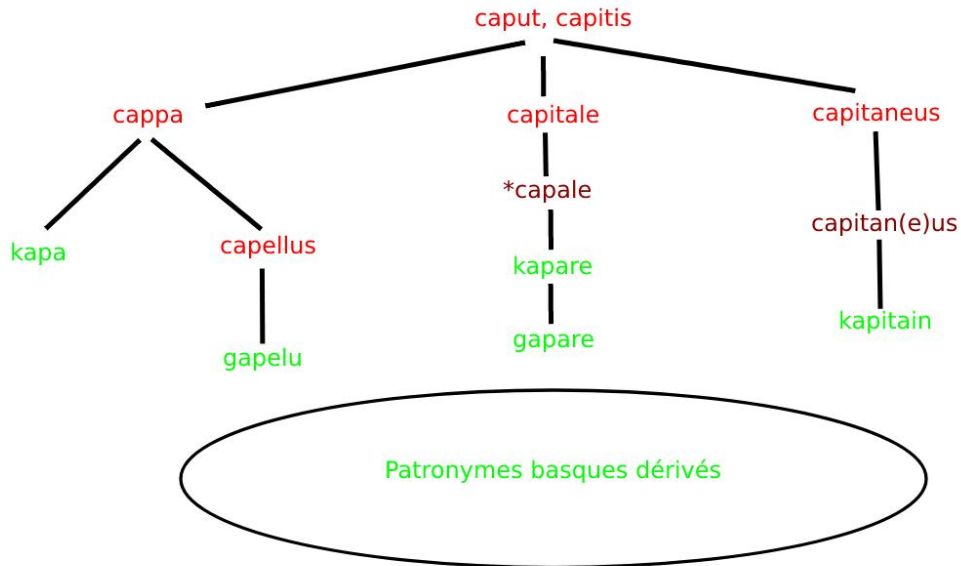 caput, capitis
cappa
capitale
capitaneus
*capale
capitan(e)us
kapa
capellus
kapare
kapitain
gapelu
gapare
Patronymes basques dérivés